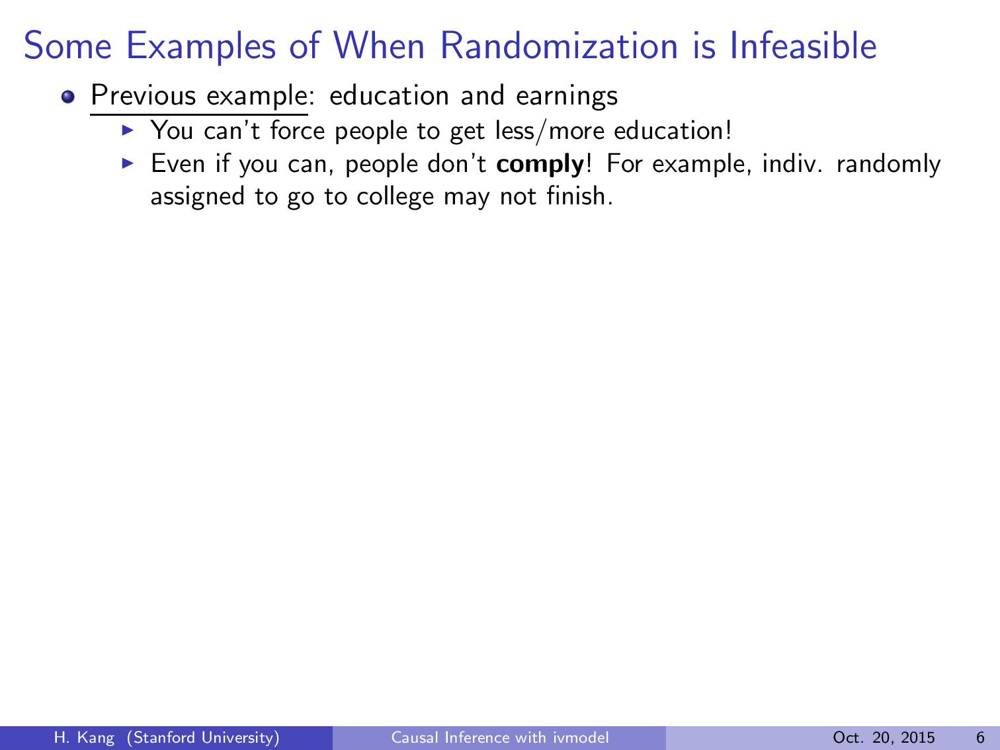 Some Examples of When Randomization is Infeasible
Previous example: education and earnings
You can't force people to get less/more education!
Even if you can, people don't comply! For example, indiv. randomly
assigned to go to college may not finish.
H. Kang (Stanford University) Causal Inference with ivmodel Oct. 20, 2015 6